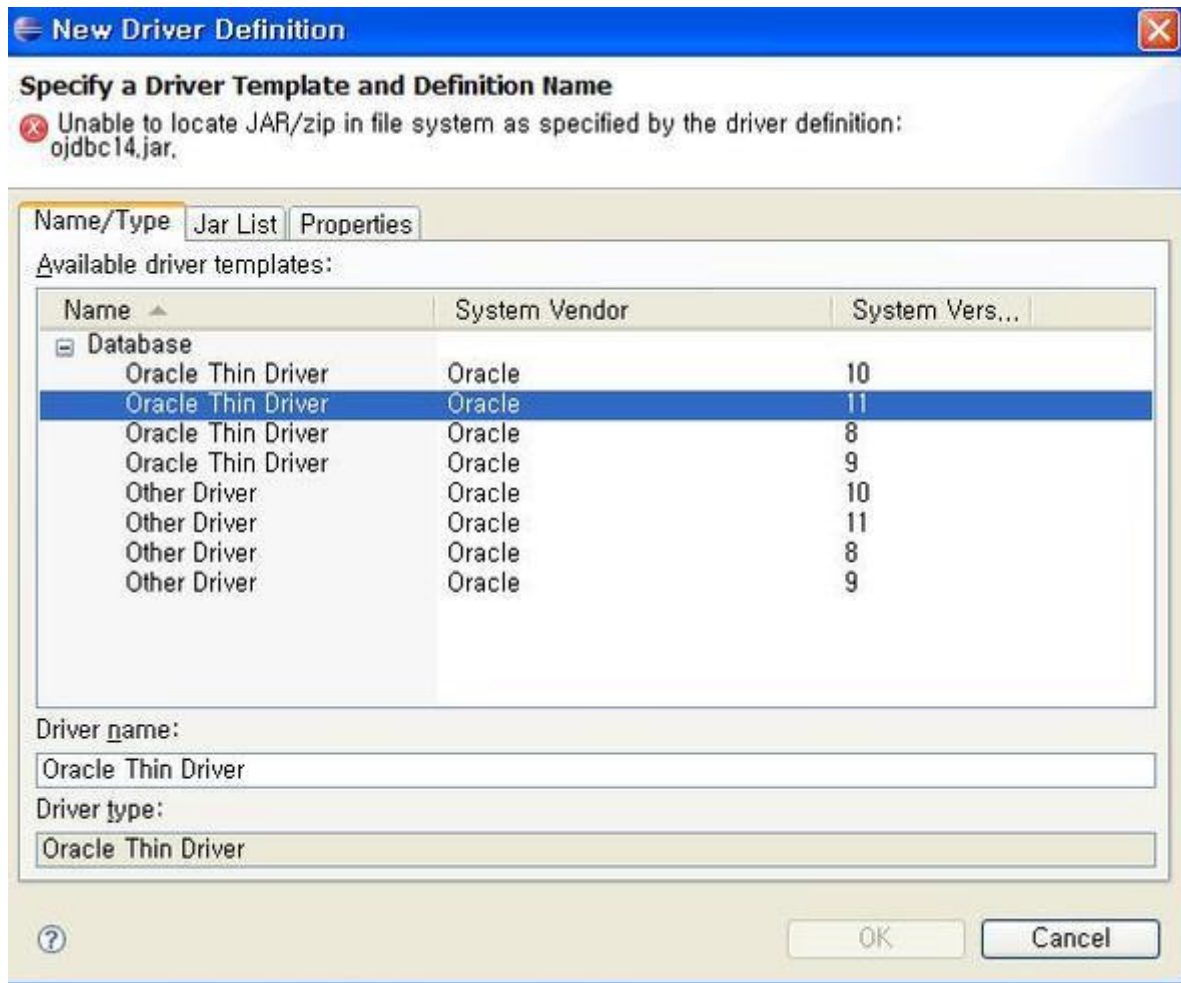 New Driver Definition
Specify a Driver Template and Definition Name
Unable to locate JAR/zip in file system as specified by the driver definition:
ojdbc14.jar.
Name/Type Jar List Properties
Available driver templates:
Name System Vendor System Vers...
Database
Oracle Thin Driver Oracle 10
Oracle Thin Driver Oracle 11
Oracle Thin Driver Oracle 8
Oracle Thin Driver Oracle 9
Other Driver Oracle 10
Other Driver Oracle 11
Other Driver Oracle 8
Other Driver Oracle 9
Driver name:
Oracle Thin Driver
Driver type:
Oracle Thin Driver
? OK Cancel